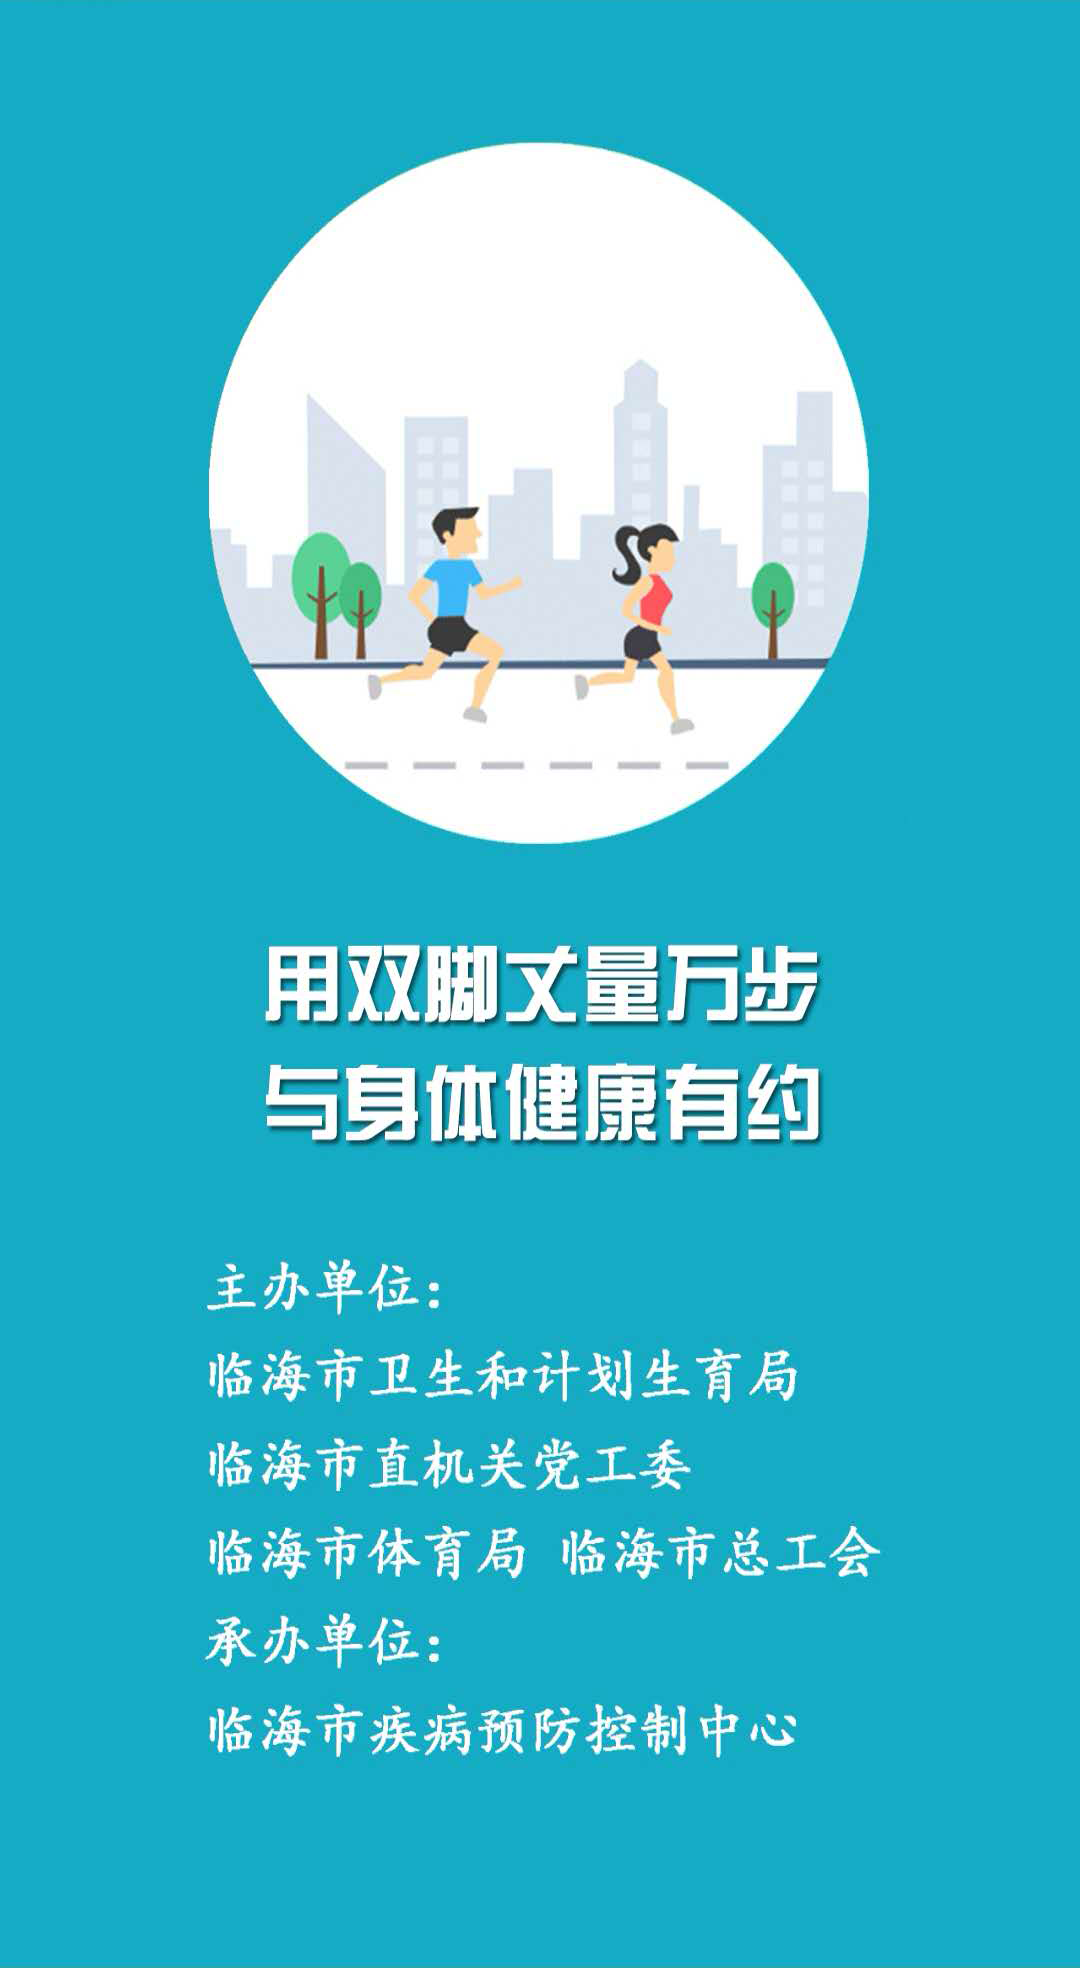 用双脚丈量万步
与身体健康有约
主办单位：
临海市卫生和计划生育局
临海市直机关党工委
临海市体育局 临海市总工会
承办单位：
临海市疾病预防控制中心